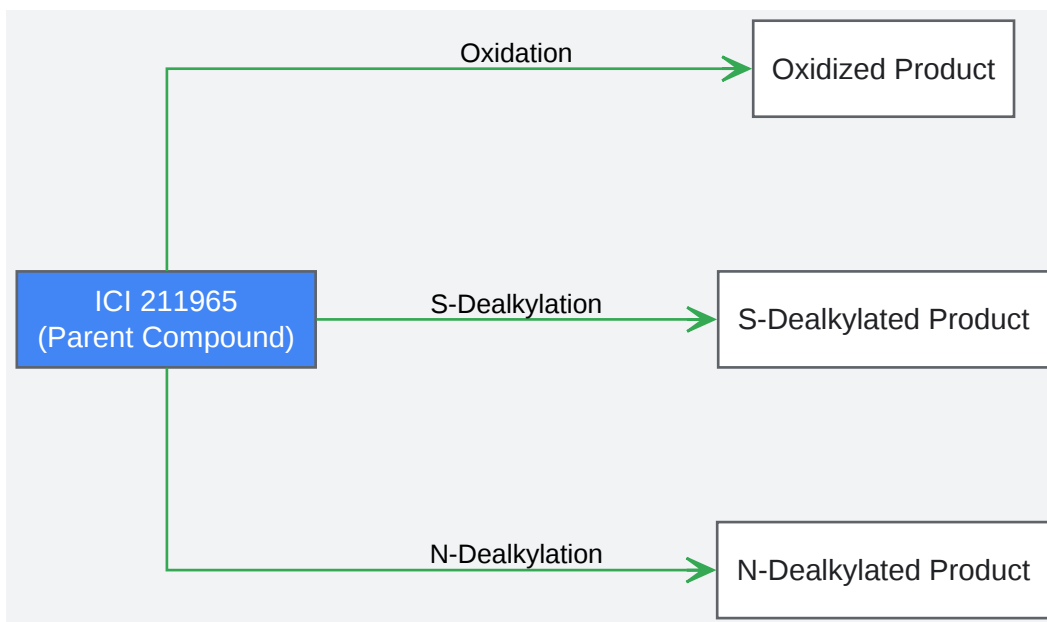 Oxidation
Oxidized Product
ICI 211965
(Parent Compound)
S-Dealkylation
S-Dealkylated Product
N-Dealkylation
N-Dealkylated Product